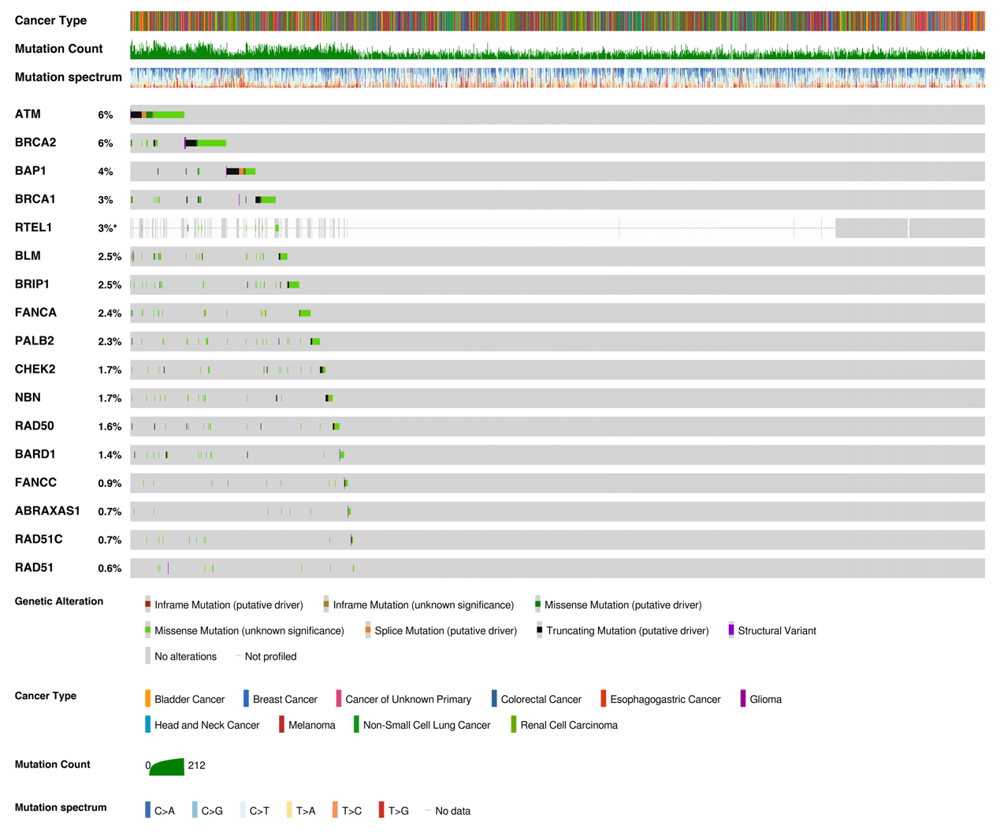 Cancer Type
Mutation Count
Mutation spectrum
ATM 6%
BRCA2 6%
BAP1 4%
BRCA1 3%
RTEL1 3%*
BLM 2.5%
BRIP1 2.5%
FANCA 2.4%
PALB2 2.3%
CHEK2 1.7%
NBN 1.7%
RAD50 1.6%
BARD1 1.4%
FANCC 0.9%
ABRAXAS1 0.7%
RAD51C 0.7%
RAD51 0.6%
Genetic Alteration Inframe Mutation (putative driver) Inframe Mutation (unknown significance) Missense Mutation (putative driver)
Missense Mutation (unknown significance) Splice Mutation (putative driver) Truncating Mutation (putative driver) Structural Variant
No alterations Not profiled
Cancer Type Bladder Cancer Breast Cancer Cancer of Unknown Primary Colorectal Cancer Esophagogastric Cancer Glioma
Head and Neck Cancer Melanoma Non-Small Cell Lung Cancer Renal Cell Carcinoma
Mutation Count 0 212
Mutation spectrum C>A C>G C>T T>A T>C T>G No data